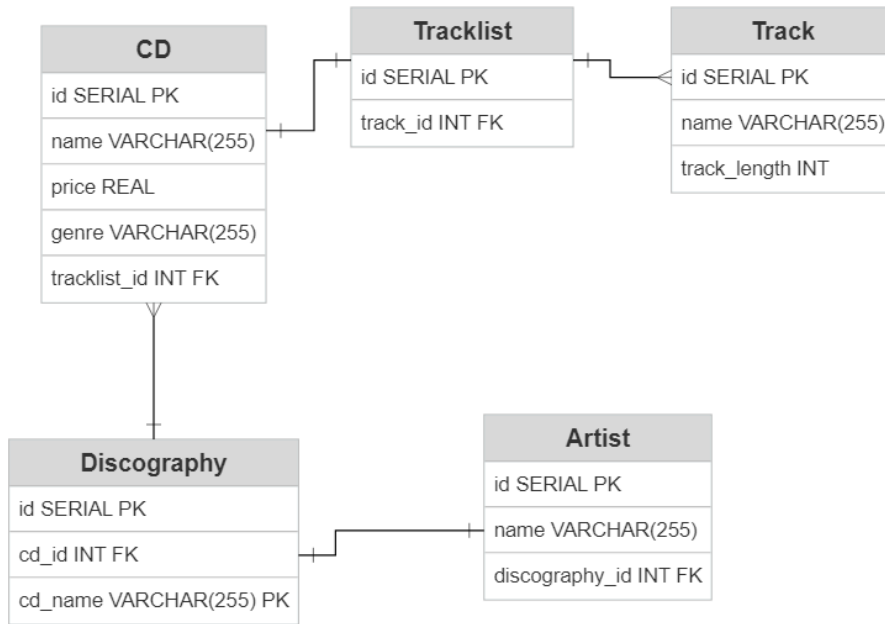 CD
id SERIAL PK
name VARCHAR(255)
price REAL
genre VARCHAR(255)
tracklist_id INT FK
Tracklist
id SERIAL PK
track_id INT FK
Track
id SERIAL PK
name VARCHAR(255)
track_length INT
Discography
id SERIAL PK
cd_id INT FK
cd_name VARCHAR(255) PK
Artist
id SERIAL PK
name VARCHAR(255)
discography_id INT FK